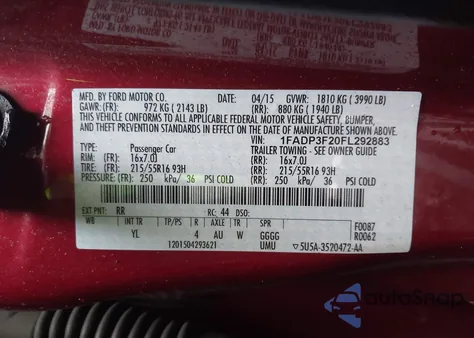 MFD. BY FORD MOTOR CO. 04/15 GVWR: 1810 KG ( 3990 LB)
GAWR: (FR) 972 KG ( 2143 LB) (RR) 880 KG ( 1940 LB)
THIS VEHICLE CONFORMS TO ALL APPLICABLE FEDERAL MOTOR VEHICLE SAFETY, BUMPER,
AND THEFT PREVENTION STANDARDS IN EFFECT ON THE DATE OF MANUFACTURE SHOWN ABOVE.
VIN: 1FADP3F20FL292883
TYPE: Passenger Car TRAILER TOWING - SEE OWNER GUIDE
RIM: (FR) 16x7.0J (RR) 16x7.0J
TIRE: (FR) 215/55R16 93H (RR) 215/55R16 93H
PRESSURE: (FR) 250 kPa/ 36 PSI COLD (RR) 250 kPa/ 36 PSI COLD
EXT PNT: RR RC: 44 DSO: F0087
WB INT TR TP/PS R AXLE TR SPR R0062
YL 4 AU W GGGG
1201504293621 UMU 5U5A-3520472-AA
AutoSnap